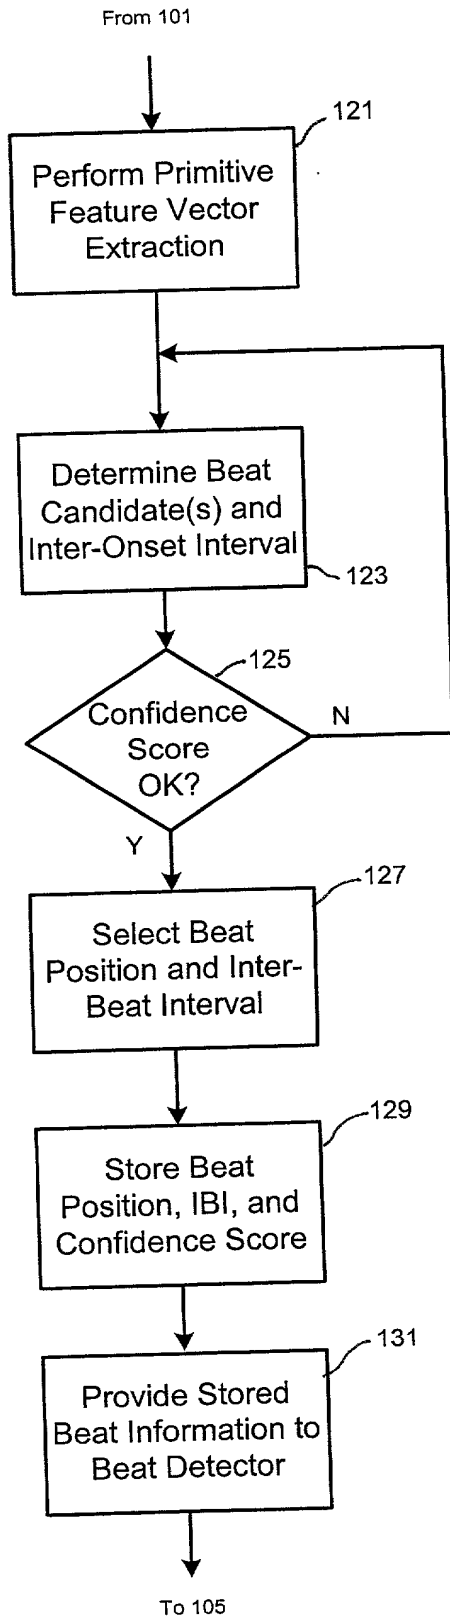 From 101
121
Perform Primitive
Feature Vector
Extraction
Determine Beat
Candidate(s) and
Inter-Onset Interval
123
125
Confidence
Score
OK?
N
Y
127
Select Beat
Position and Inter-
Beat Interval
129
Store Beat
Position, IBI, and
Confidence Score
131
Provide Stored
Beat Information to
Beat Detector
To 105